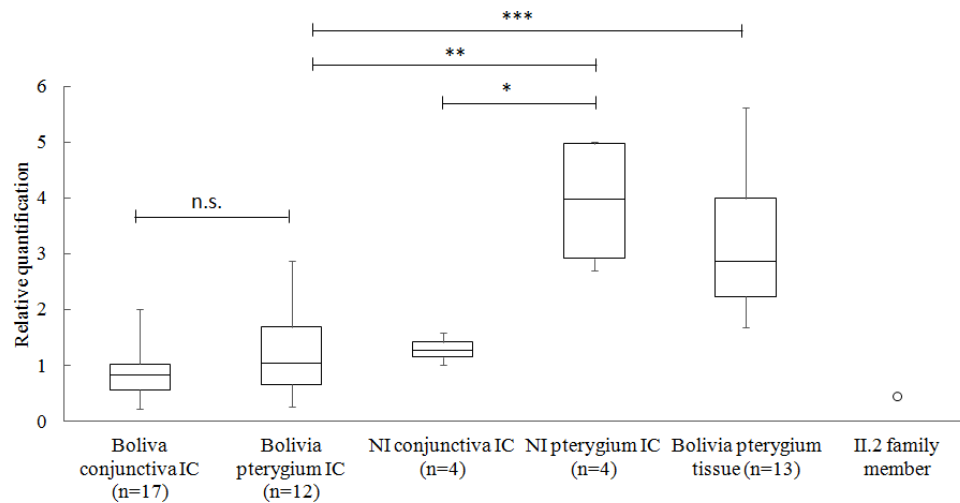 ***
**
*
n.s.
Relative quantification
6
5
4
3
2
1
0
Boliva
conjunctiva IC
(n=17)
Bolivia
pterygium IC
(n=12)
NI conjunctiva IC
(n=4)
NI pterygium IC
(n=4)
Bolivia pterygium
tissue (n=13)
II.2 family
member